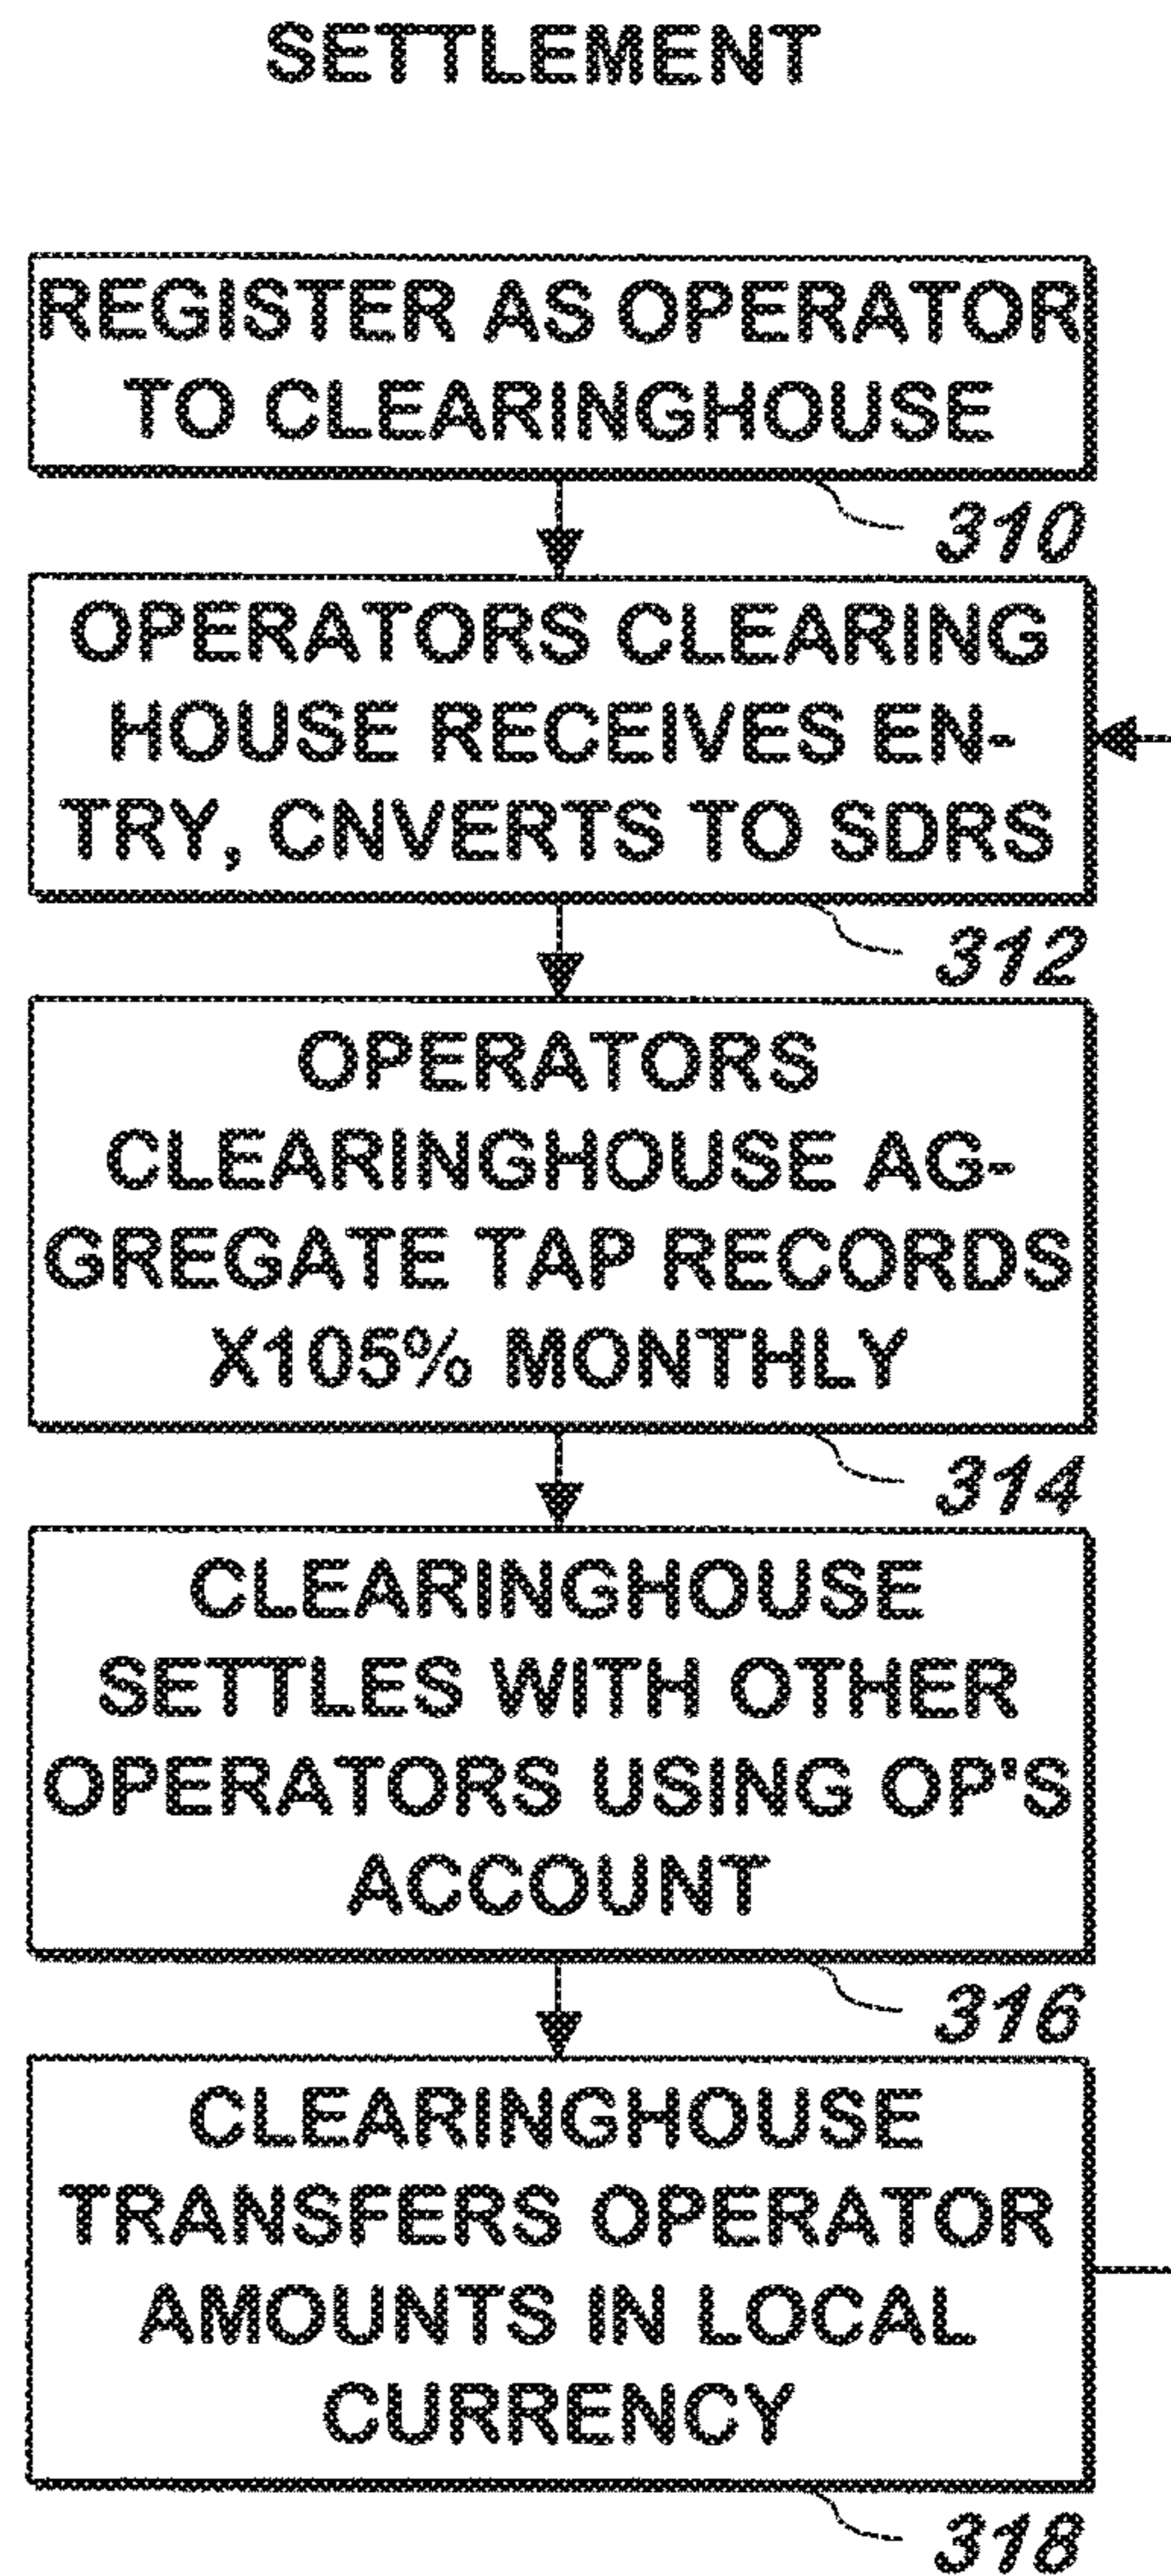 SETTLEMENT
REGISTER AS OPERATOR
TO CLEARINGHOUSE
310
OPERATORS CLEARING
HOUSE RECEIVES EN-
TRY, CNVERTS TO SDRS
312
OPERATORS
CLEARINGHOUSE AG-
GREGATE TAP RECORDS
X105% MONTHLY
314
CLEARINGHOUSE
SETTLES WITH OTHER
OPERATORS USING OP'S
ACCOUNT
316
CLEARINGHOUSE
TRANSFERS OPERATOR
AMOUNTS IN LOCAL
CURRENCY
318